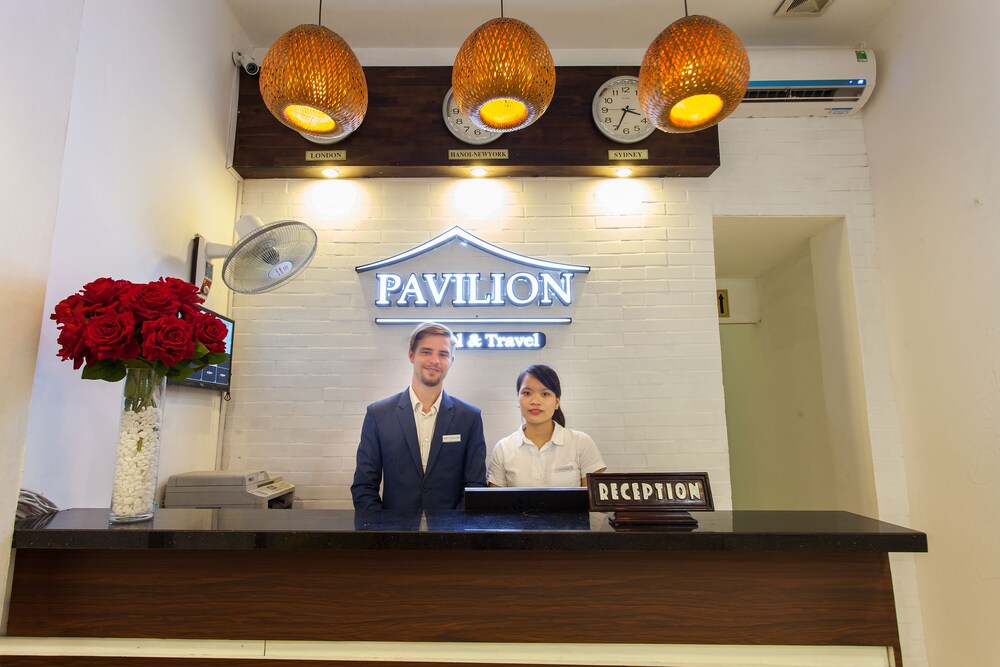 LONDON
HANOI-NEWYORK
SYDNEY
PAVILION
& Travel
RECEPTION